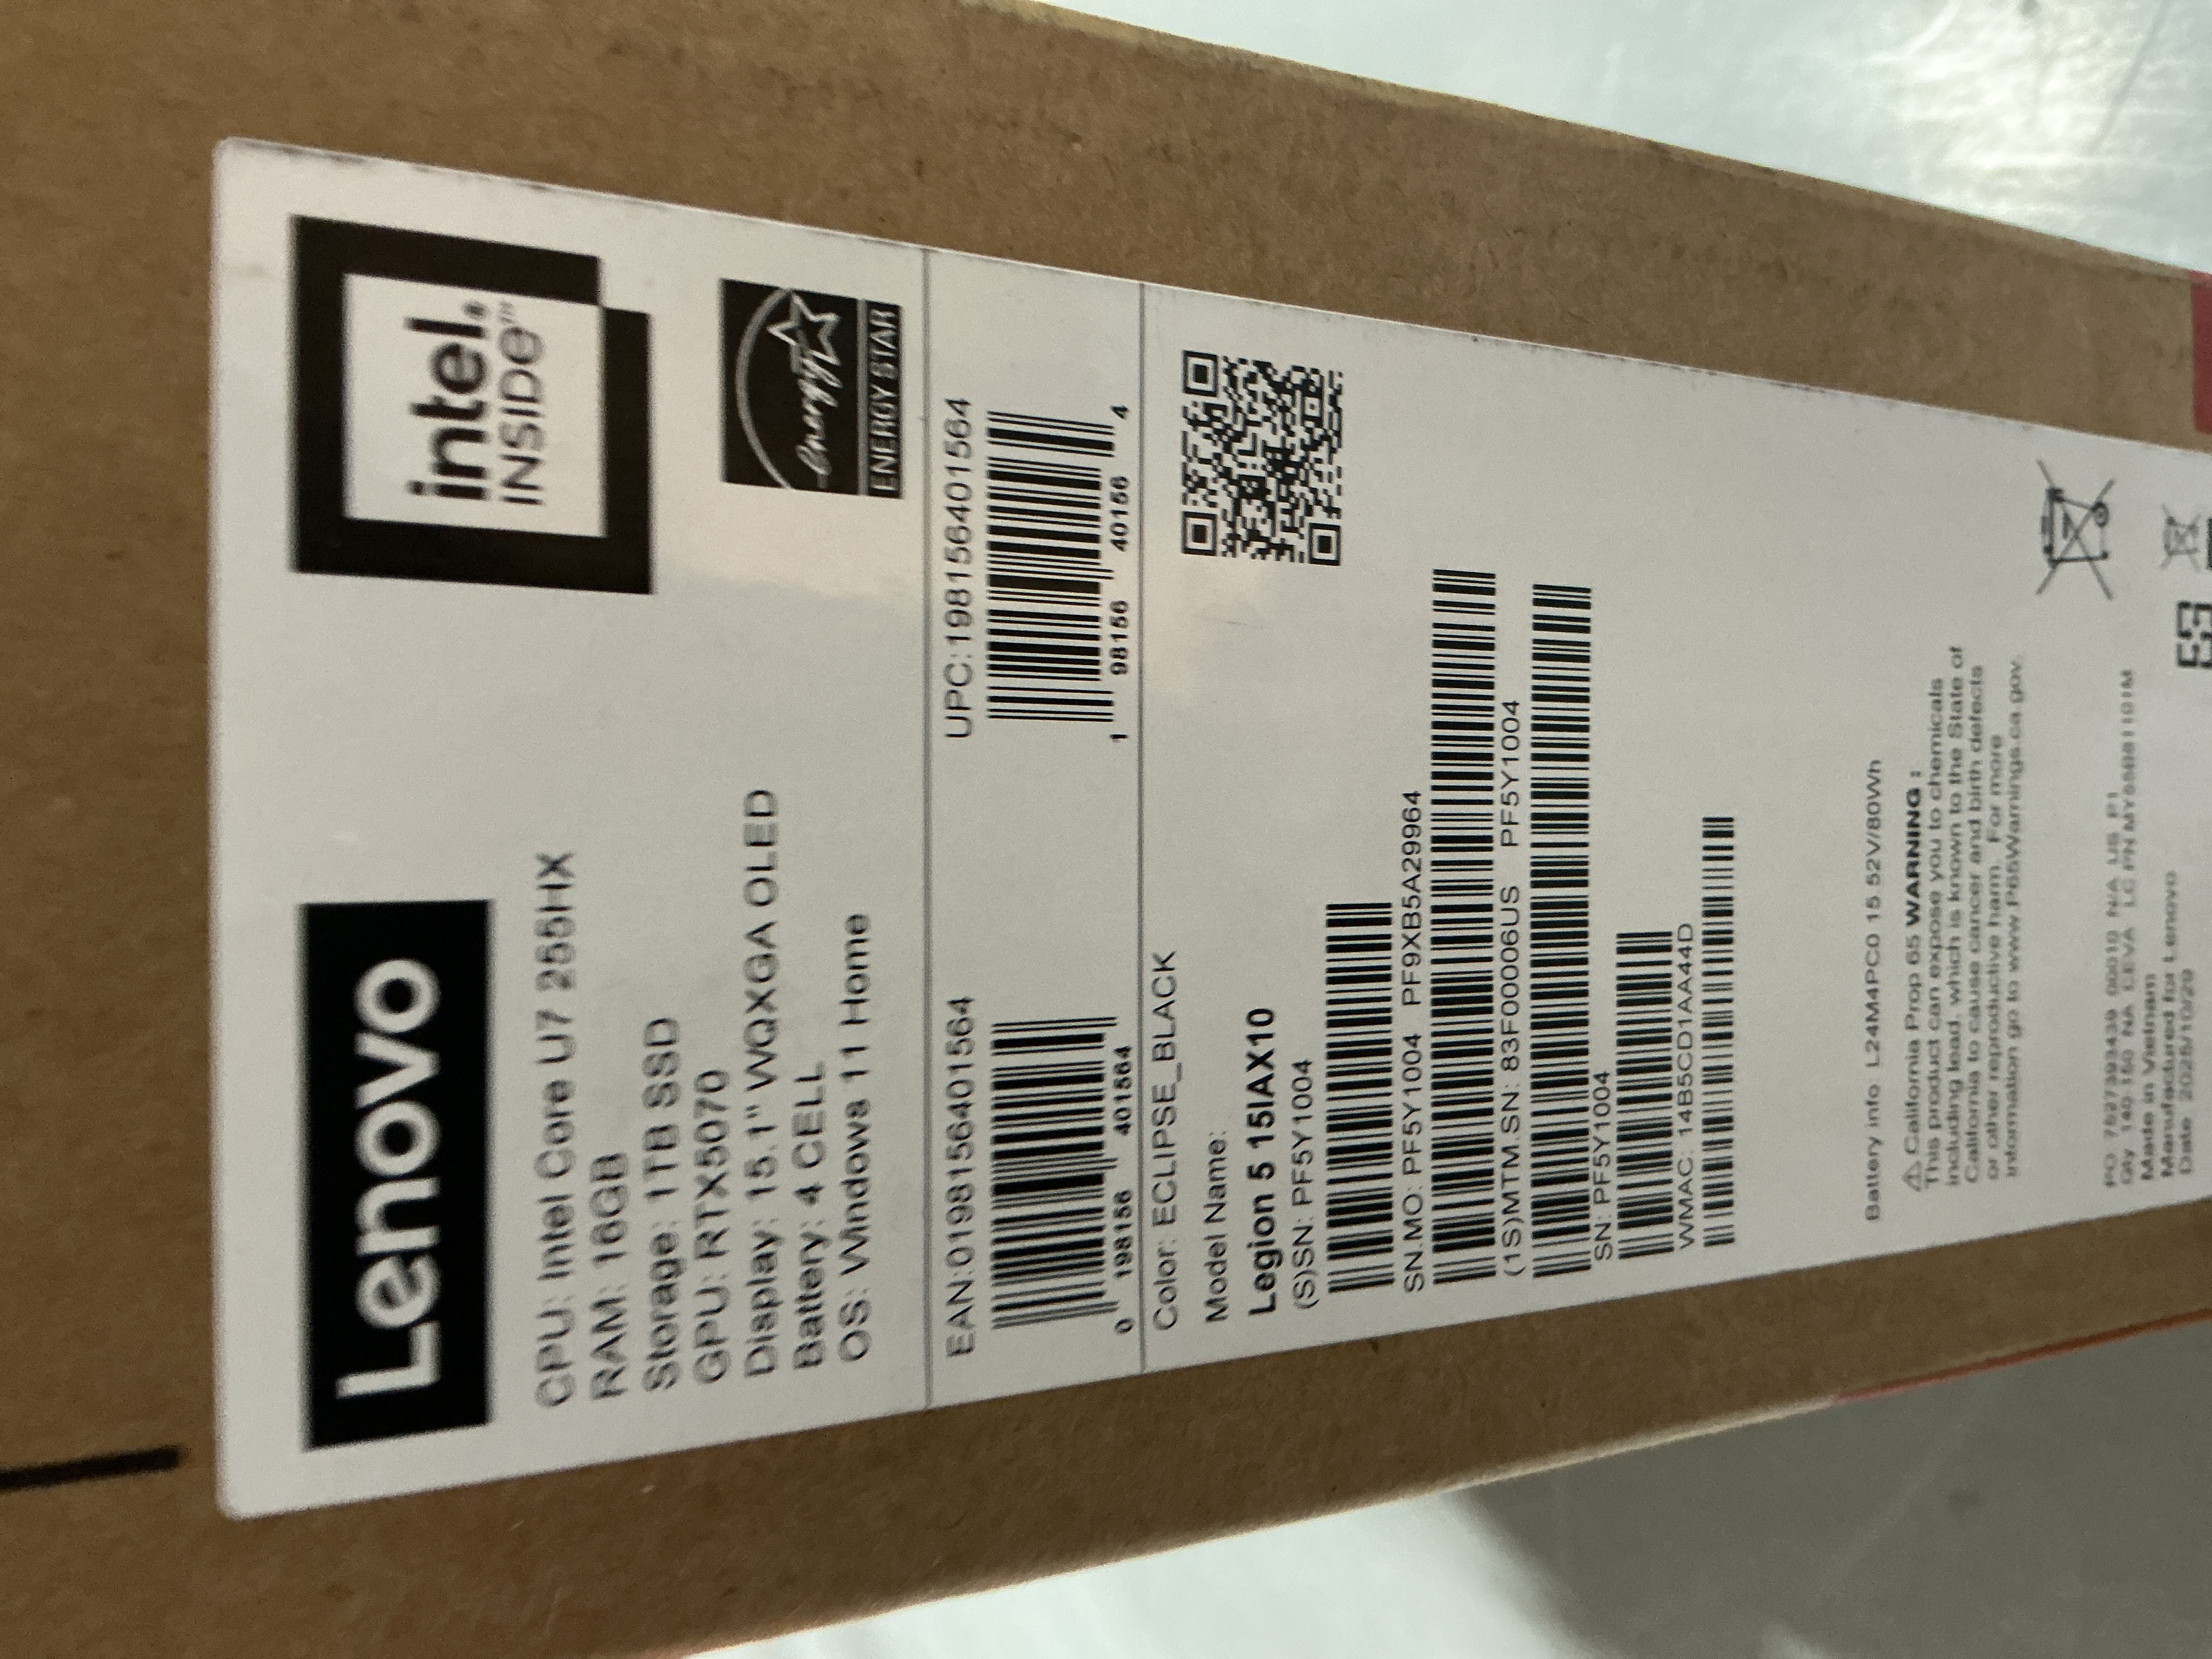 Lenovo
intel.
INSIDE™
CPU: Intel Core U7 255HX
RAM: 16GB
Storage: 1TB SSD
GPU: RTX5070
Display: 15.1" WQXGA OLED
Battery: 4 CELL
OS: Windows 11 Home
energy
ENERGY STAR
EAN:0198156401564
0 198156 401564
UPC:198156401564
1 98156 40156 4
Color: ECLIPSE_BLACK
Model Name:
Legion 5 15IAX10
(S)SN: PF5Y1004
SN.MO: PF5Y1004 PF9XB5A29964
(1S)MTM.SN: 83F00006US PF5Y1004
SN: PF5Y1004
WMAC: 14B5CD1AA44D
Battery info L24M4PC0 15.52V/80Wh
⚠California Prop 65 WARNING :
This product can expose you to chemicals
including lead, which is known to the State of
California to cause cancer and birth defects
or other reproductive harm. For more
information go to www.P65Warnings.ca.gov.
PO
Qty
Made in Vietnam
Manufactured for Lenovo
Date